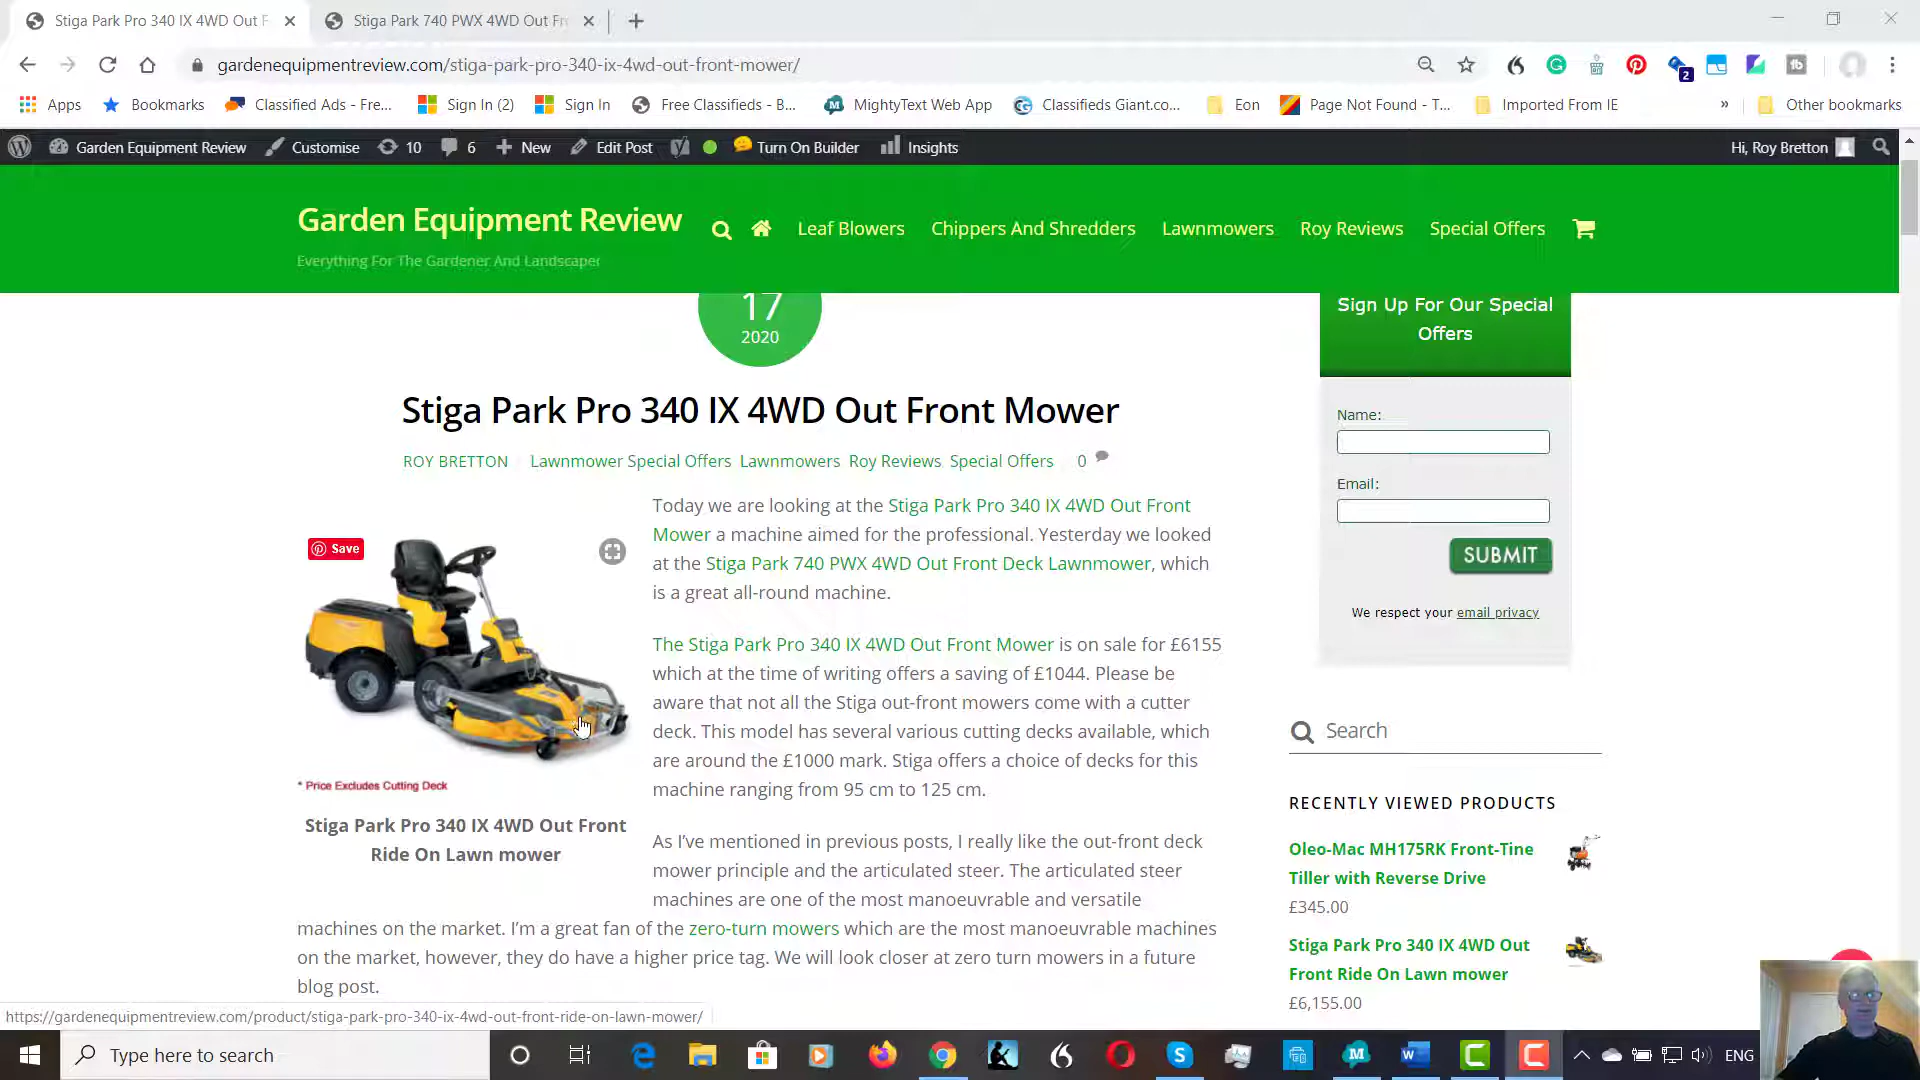 Stiga Park Pro 340 IX 4WD Out F
Stiga Park 740 PWX 4WD Out Fr
gardenequipmentreview.com/stiga-park-pro-340-ix-4wd-out-front-mower/
2
Apps
Bookmarks
Classified Ads - Fre...
Sign In (2)
Sign In
Free Classifieds - B...
MightyText Web App
Classifieds Giant.co...
Eon
Page Not Found - T...
Imported From IE
»
Other bookmarks
Garden Equipment Review
Customise
10
6
New
Edit Post
Turn On Builder
Insights
Hi, Roy Bretton
Garden Equipment Review
Everything For The Gardener And Landscaper
Leaf Blowers
Chippers And Shredders
Lawnmowers
Roy Reviews
Special Offers
17
2020
Stiga Park Pro 340 IX 4WD Out Front Mower
ROY BRETTON
Lawnmower Special Offers
Lawnmowers
Roy Reviews
Special Offers
0
Save
* Price Excludes Cutting Deck
Stiga Park Pro 340 IX 4WD Out Front
Ride On Lawn mower
Today we are looking at the Stiga Park Pro 340 IX 4WD Out Front
Mower a machine aimed for the professional. Yesterday we looked
at the Stiga Park 740 PWX 4WD Out Front Deck Lawnmower, which
is a great all-round machine.
The Stiga Park Pro 340 IX 4WD Out Front Mower is on sale for £6155
which at the time of writing offers a saving of £1044. Please be
aware that not all the Stiga out-front mowers come with a cutter
deck. This model has several various cutting decks available, which
are around the £1000 mark. Stiga offers a choice of decks for this
machine ranging from 95 cm to 125 cm.
As I've mentioned in previous posts, I really like the out-front deck
mower principle and the articulated steer. The articulated steer
machines are one of the most manoeuvrable and versatile
machines on the market. I'm a great fan of the zero-turn mowers which are the most manoeuvrable machines
on the market, however, they do have a higher price tag. We will look closer at zero turn mowers in a future
blog post.
Sign Up For Our Special
Offers
Name:
Email:
SUBMIT
We respect your email privacy
Search
RECENTLY VIEWED PRODUCTS
Oleo-Mac MH175RK Front-Tine
Tiller with Reverse Drive
£345.00
Stiga Park Pro 340 IX 4WD Out
Front Ride On Lawn mower
£6,155.00
https://gardenequipmentreview.com/product/stiga-park-pro-340-ix-4wd-out-front-ride-on-lawn-mower/
Type here to search
ENG